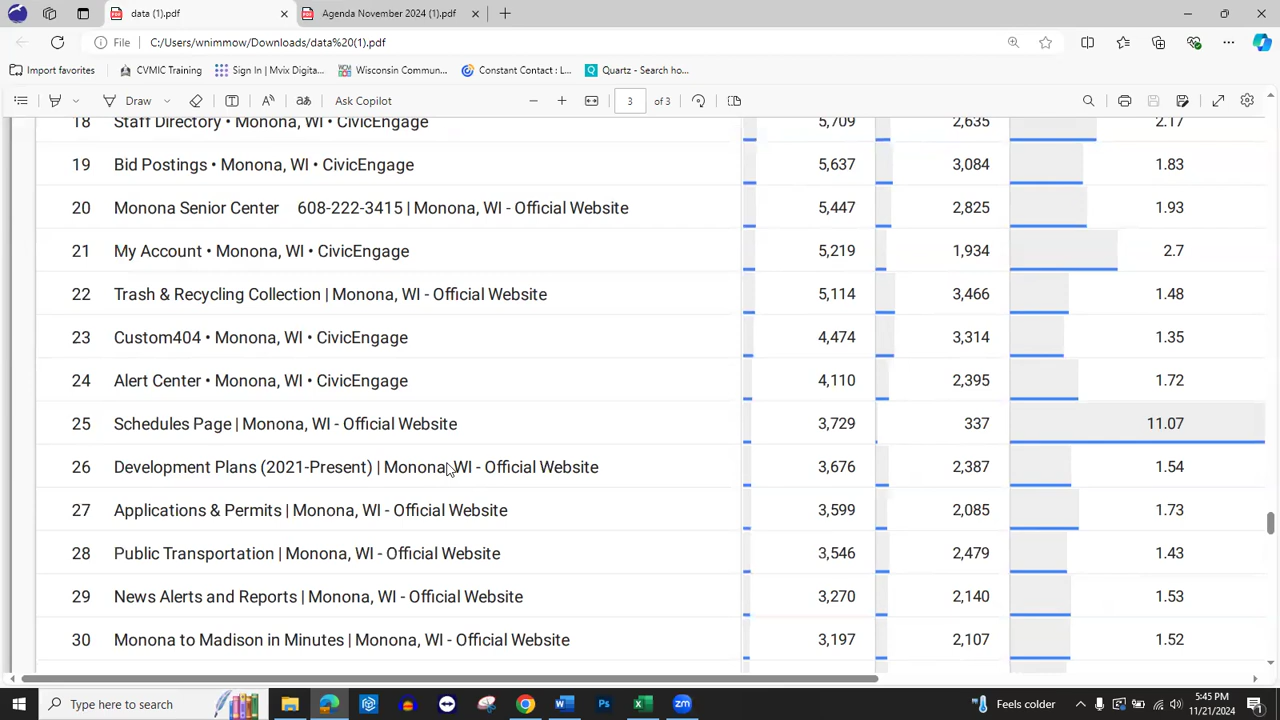 data (1).pdf
Agenda November 2024 (1).pdf
File
C:/Users/wnimmow/Downloads/data%20(1).pdf
Import favorites
CVMIC Training
Sign In | Mvix Digita...
Wisconsin Commun...
Constant Contact : L...
Quartz - Search ho...
Draw
Ask Copilot
3 of 3
18 Staff Directory • Monona, WI • CivicEngage 5,709 2,635 2.17
19 Bid Postings • Monona, WI • CivicEngage 5,637 3,084 1.83
20 Monona Senior Center 608-222-3415 | Monona, WI - Official Website 5,447 2,825 1.93
21 My Account • Monona, WI • CivicEngage 5,219 1,934 2.7
22 Trash & Recycling Collection | Monona, WI - Official Website 5,114 3,466 1.48
23 Custom404 • Monona, WI • CivicEngage 4,474 3,314 1.35
24 Alert Center • Monona, WI • CivicEngage 4,110 2,395 1.72
25 Schedules Page | Monona, WI - Official Website 3,729 337 11.07
26 Development Plans (2021-Present) | Monona, WI - Official Website 3,676 2,387 1.54
27 Applications & Permits | Monona, WI - Official Website 3,599 2,085 1.73
28 Public Transportation | Monona, WI - Official Website 3,546 2,479 1.43
29 News Alerts and Reports | Monona, WI - Official Website 3,270 2,140 1.53
30 Monona to Madison in Minutes | Monona, WI - Official Website 3,197 2,107 1.52
Type here to search
Feels colder
5:45 PM
11/21/2024